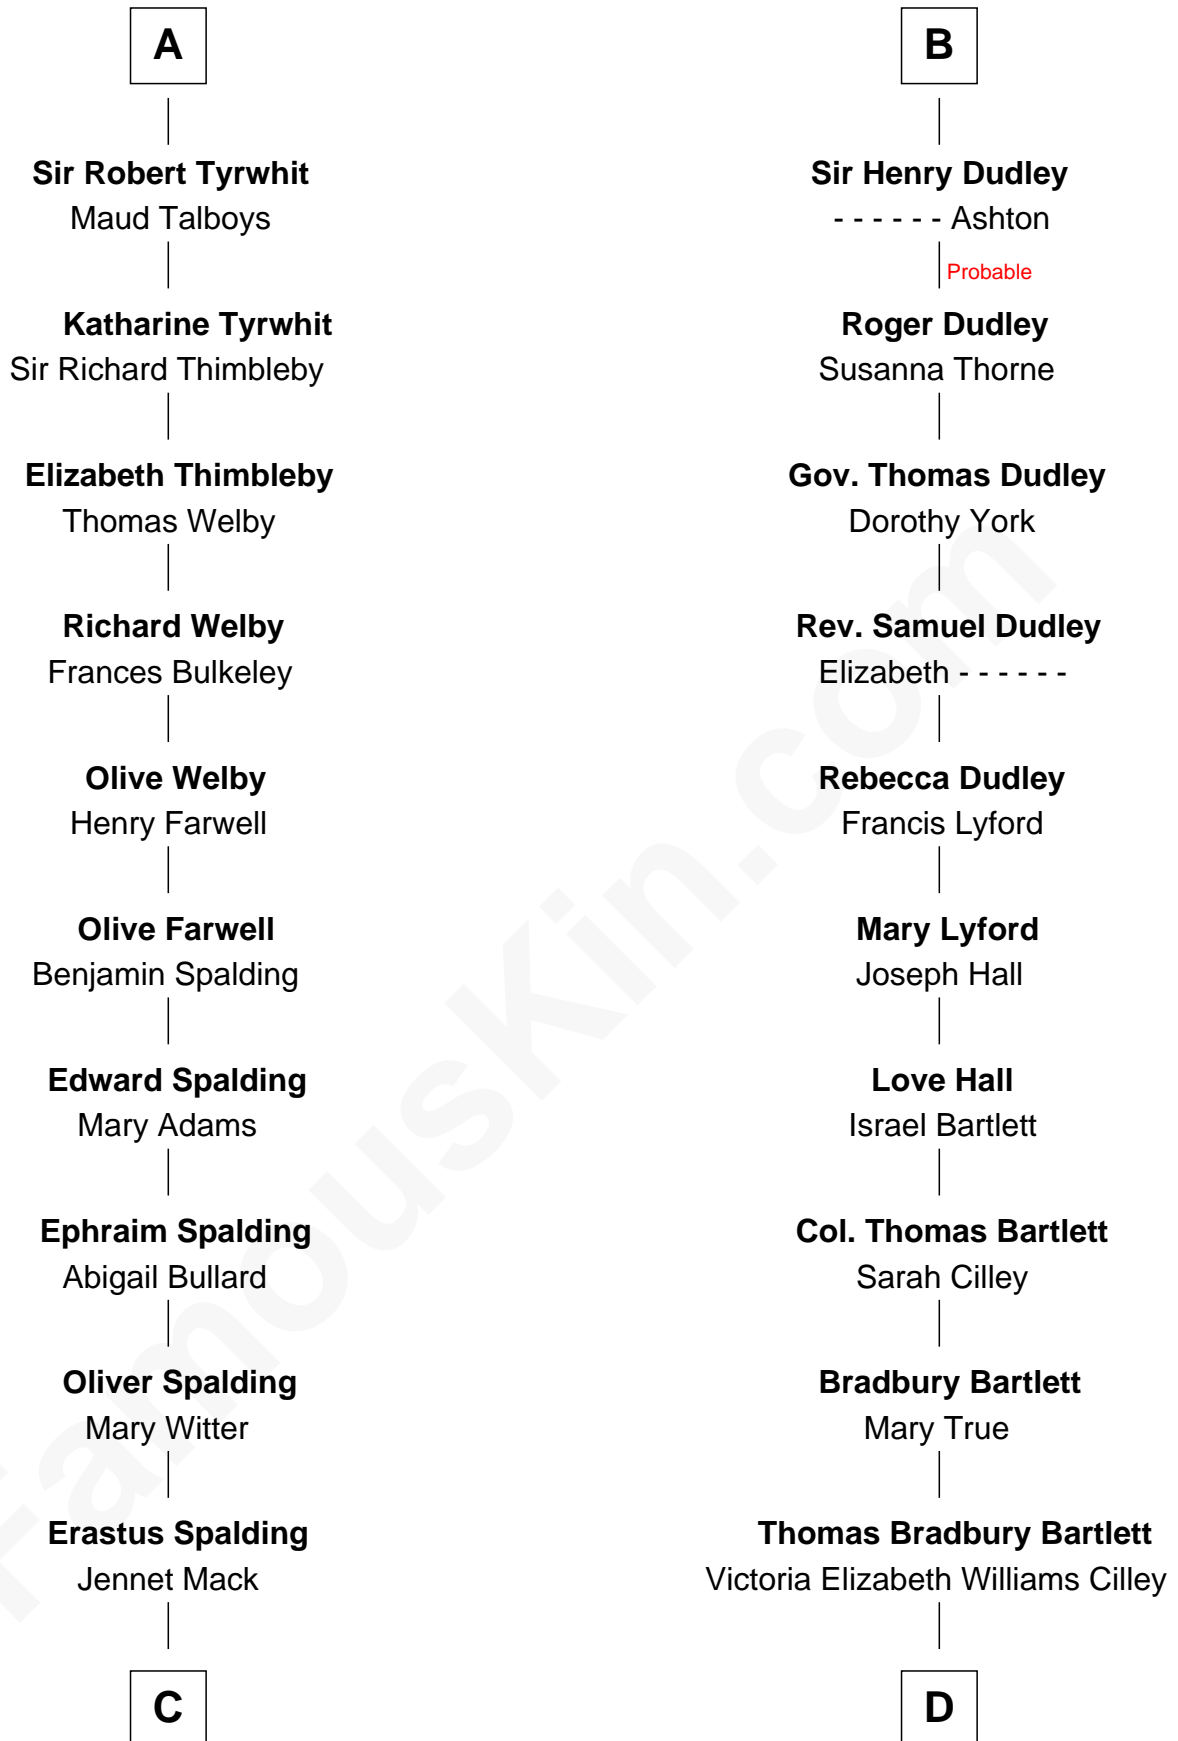 A
Sir Robert Tyrwhit
Maud Talboys
Katharine Tyrwhit
Sir Richard Thimbleby
Elizabeth Thimbleby
Thomas Welby
Richard Welby
Frances Bulkeley
Olive Welby
Henry Farwell
Olive Farwell
Benjamin Spalding
Edward Spalding
Mary Adams
Ephraim Spalding
Abigail Bullard
Oliver Spalding
Mary Witter
Erastus Spalding
Jennet Mack
C
B
Sir Henry Dudley
- - - - - - Ashton
Probable
Roger Dudley
Susanna Thorne
Gov. Thomas Dudley
Dorothy York
Rev. Samuel Dudley
Elizabeth - - - - - -
Rebecca Dudley
Francis Lyford
Mary Lyford
Joseph Hall
Love Hall
Israel Bartlett
Col. Thomas Bartlett
Sarah Cilley
Bradbury Bartlett
Mary True
Thomas Bradbury Bartlett
Victoria Elizabeth Williams Cilley
D
FamousKin.com